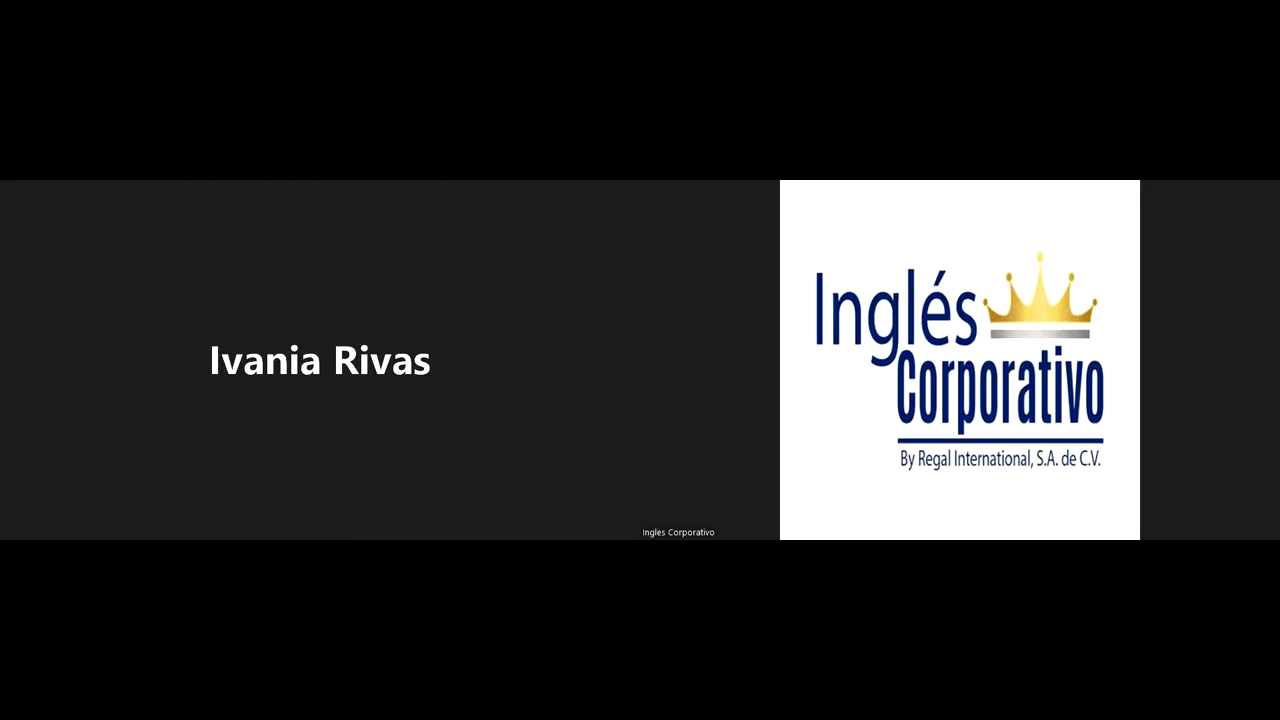 Ivania Rivas
Inglés
Corporativo
By Regal International, S.A. de C.V.
Ingles Corporativo